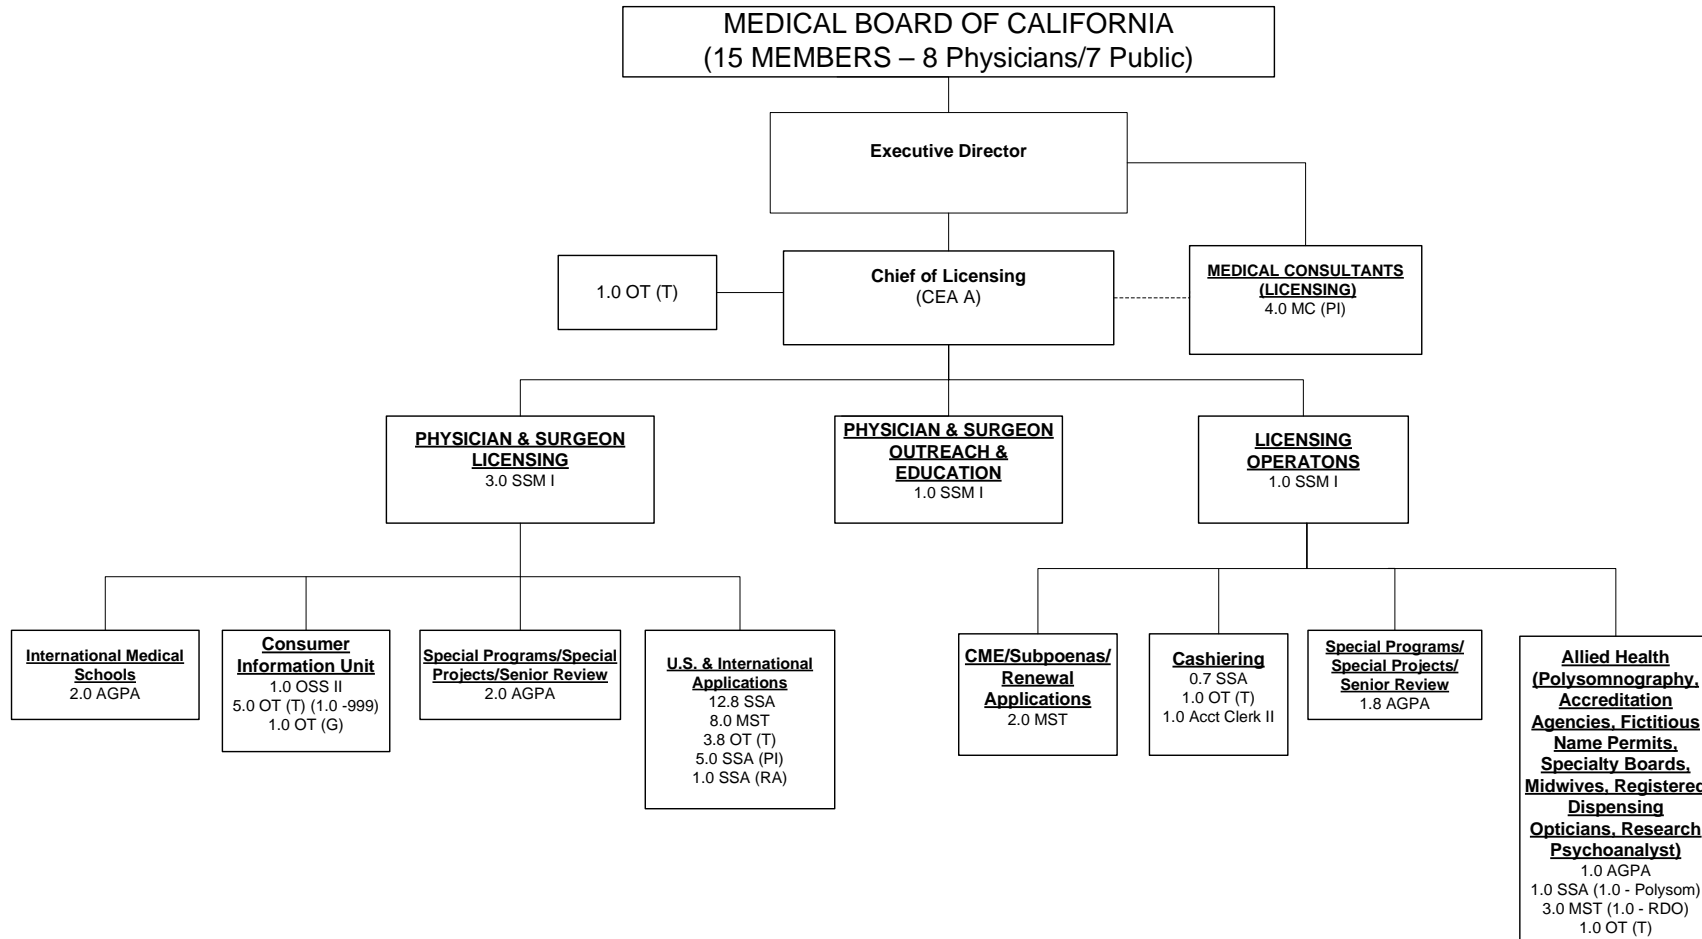 MEDICAL BOARD OF CALIFORNIA
(15 MEMBERS – 8 Physicians/7 Public)
Executive Director
1.0 OT (T)
Chief of Licensing
(CEA A)
MEDICAL CONSULTANTS
(LICENSING)
4.0 MC (PI)
PHYSICIAN & SURGEON
LICENSING
3.0 SSM I
PHYSICIAN & SURGEON
OUTREACH &
EDUCATION
1.0 SSM I
LICENSING
OPERATONS
1.0 SSM I
International Medical
Schools
2.0 AGPA
Consumer
Information Unit
1.0 OSS II
5.0 OT (T) (1.0 -999)
1.0 OT (G)
Special Programs/Special
Projects/Senior Review
2.0 AGPA
U.S. & International
Applications
12.8 SSA
8.0 MST
3.8 OT (T)
5.0 SSA (PI)
1.0 SSA (RA)
CME/Subpoenas/
Renewal
Applications
2.0 MST
Cashiering
0.7 SSA
1.0 OT (T)
1.0 Acct Clerk II
Special Programs/
Special Projects/
Senior Review
1.8 AGPA
Allied Health
(Polysomnography,
Accreditation
Agencies, Fictitious
Name Permits,
Specialty Boards,
Midwives, Registered
Dispensing
Opticians, Research
Psychoanalyst)
1.0 AGPA
1.0 SSA (1.0 - Polysom)
3.0 MST (1.0 - RDO)
1.0 OT (T)